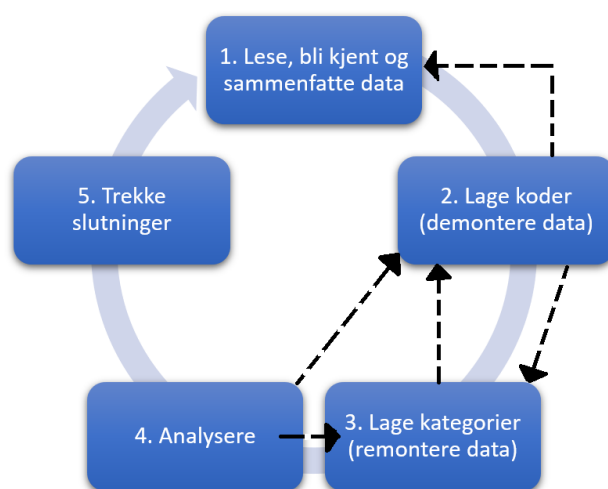 1. Lese, bli kjent og
sammenfatte data
2. Lage koder
(demontere data)
3. Lage kategorier
(remontere data)
4. Analysere
5. Trekke
slutninger